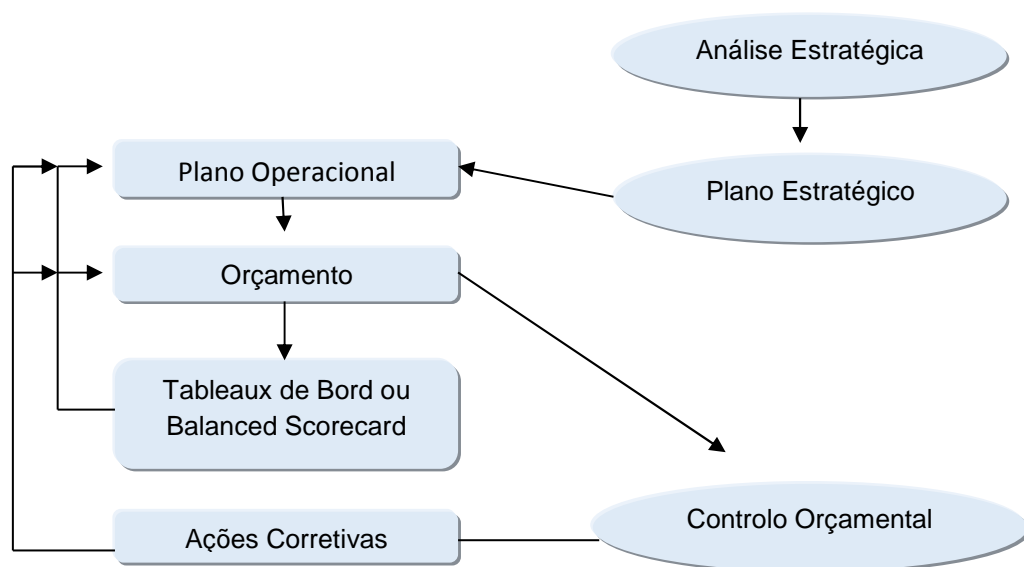 Análise Estratégica
Plano Operacional
Plano Estratégico
Orçamento
Tableaux de Bord ou
Balanced Scorecard
Ações Corretivas
Controlo Orçamental